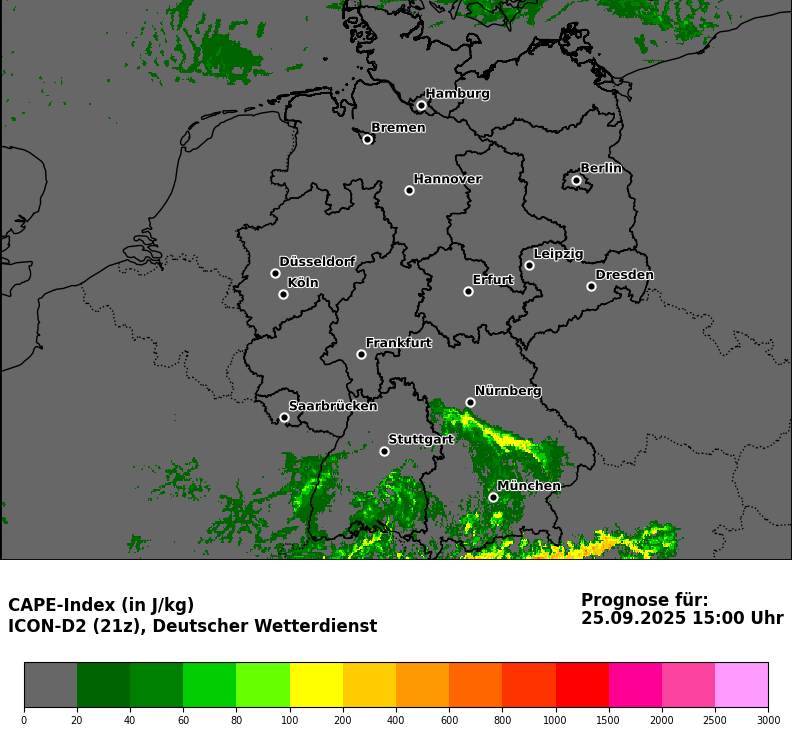 Hamburg
Bremen
Berlin
Hannover
Leipzig
Düsseldorf
Dresden
Köln
Erfurt
Frankfurt
Nürnberg
Saarbrücken
Stuttgart
München
CAPE-Index (in J/kg)
ICON-D2 (21z), Deutscher Wetterdienst
Prognose für:
25.09.2025 15:00 Uhr
0 20 40 60 80 100 200 400 600 800 1000 1500 2000 2500 3000